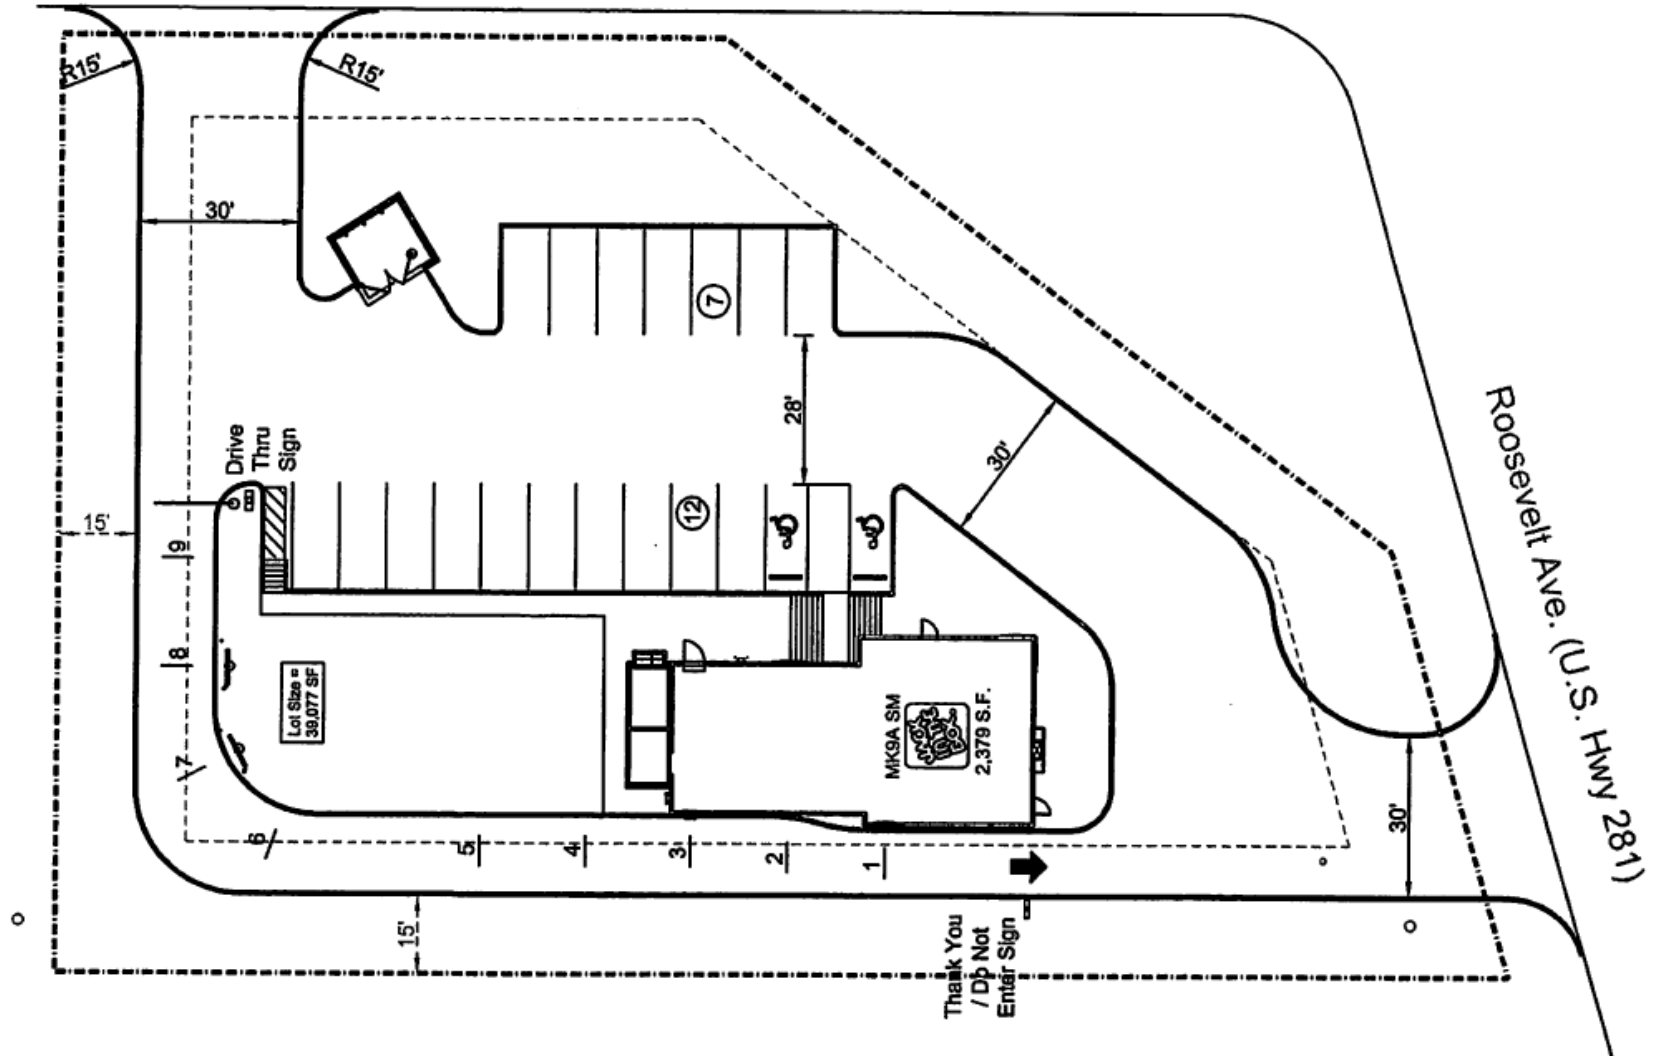 R15'
R15'
30'
7
28'
30'
Drive
Thru
Sign
12
15'
9
8
7
6
5
4
3
2
1
Lot Size =
39,077 SF
MK9A SM
2,379 S.F.
30'
15'
Thank You
/ Do Not
Enter Sign
Roosevelt Ave. (U.S. Hwy 281)